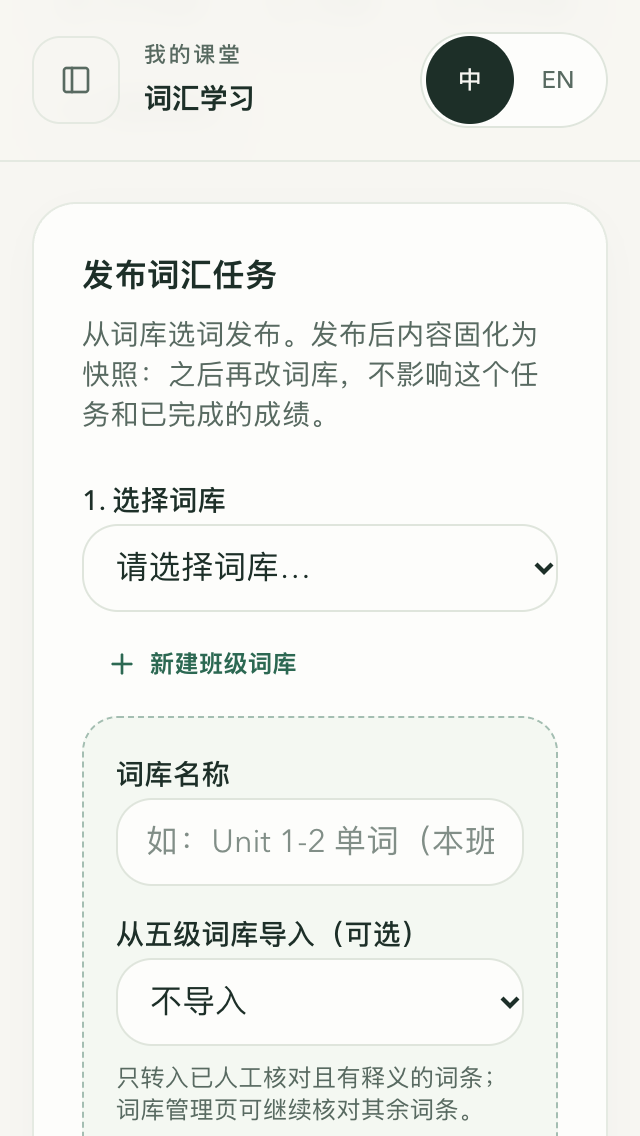 我的课堂
词汇学习
中
EN
发布词汇任务
从词库选词发布。发布后内容固化为
快照：之后再改词库，不影响这个任
务和已完成的成绩。
1. 选择词库
请选择词库…
新建班级词库
词库名称
如：Unit 1-2 单词（本班
从五级词库导入（可选）
不导入
只转入已人工核对且有释义的词条；
词库管理页可继续核对其余词条。